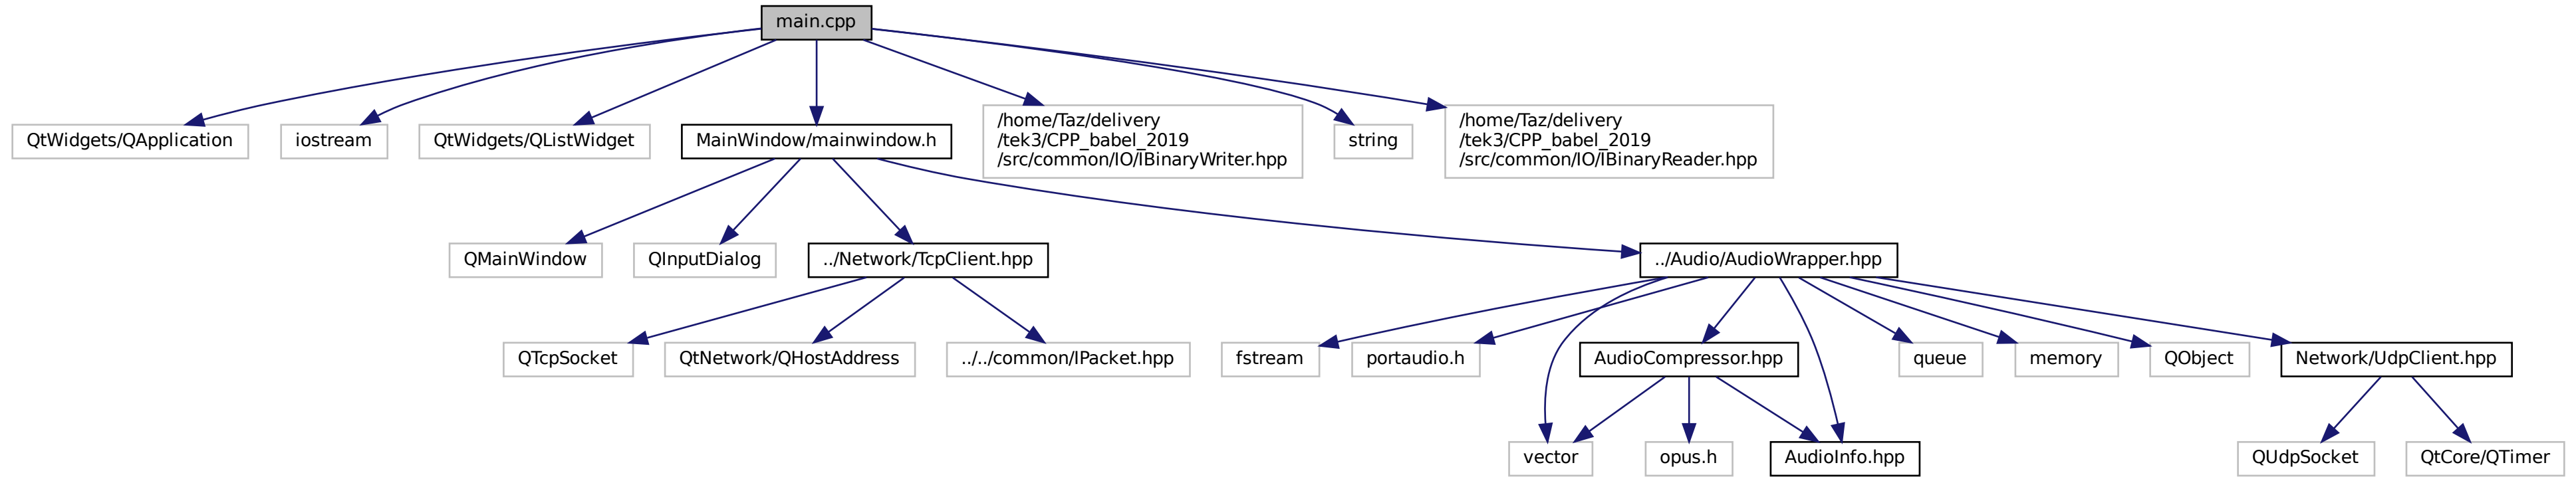 main.cpp
QtWidgets/QApplication
iostream
QtWidgets/QListWidget
MainWindow/mainwindow.h
/home/Taz/delivery
/tek3/CPP_babel_2019
/src/common/IO/IBinaryWriter.hpp
string
/home/Taz/delivery
/tek3/CPP_babel_2019
/src/common/IO/IBinaryReader.hpp
QMainWindow
QInputDialog
../Network/TcpClient.hpp
../Audio/AudioWrapper.hpp
QTcpSocket
QtNetwork/QHostAddress
../../common/IPacket.hpp
fstream
portaudio.h
AudioCompressor.hpp
queue
memory
QObject
Network/UdpClient.hpp
vector
opus.h
AudioInfo.hpp
QUdpSocket
QtCore/QTimer